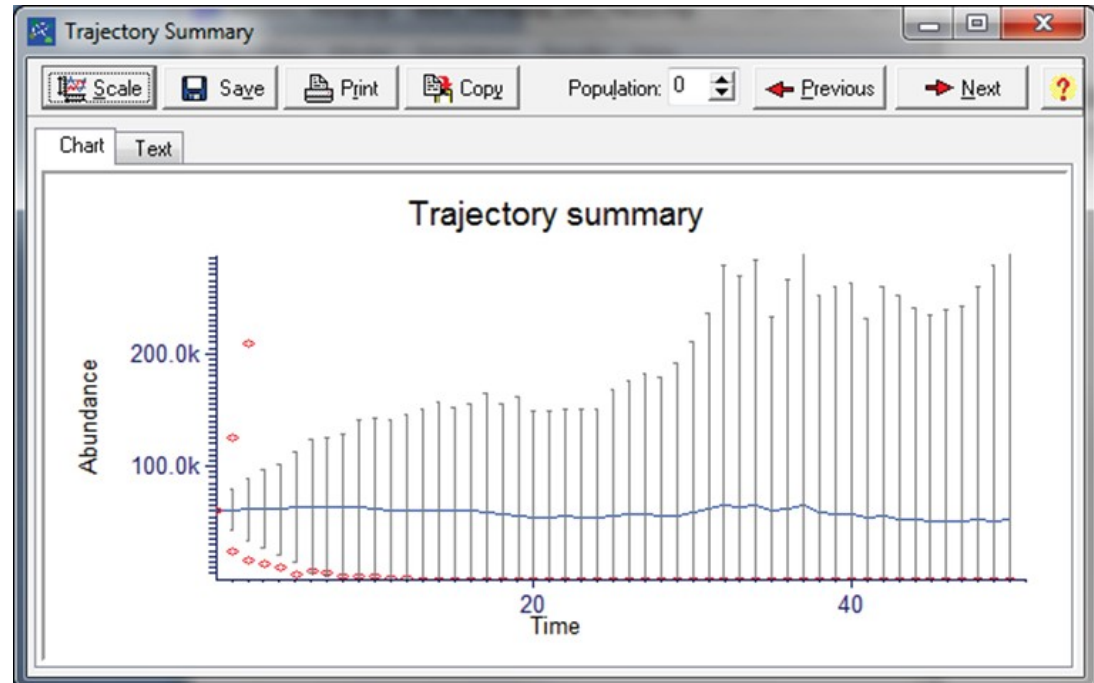 Trajectory Summary
Scale Save Print Copy Population: 0 Previous Next ?
Chart Text
Trajectory summary
200.0k
Abundance
100.0k
20 40
Time